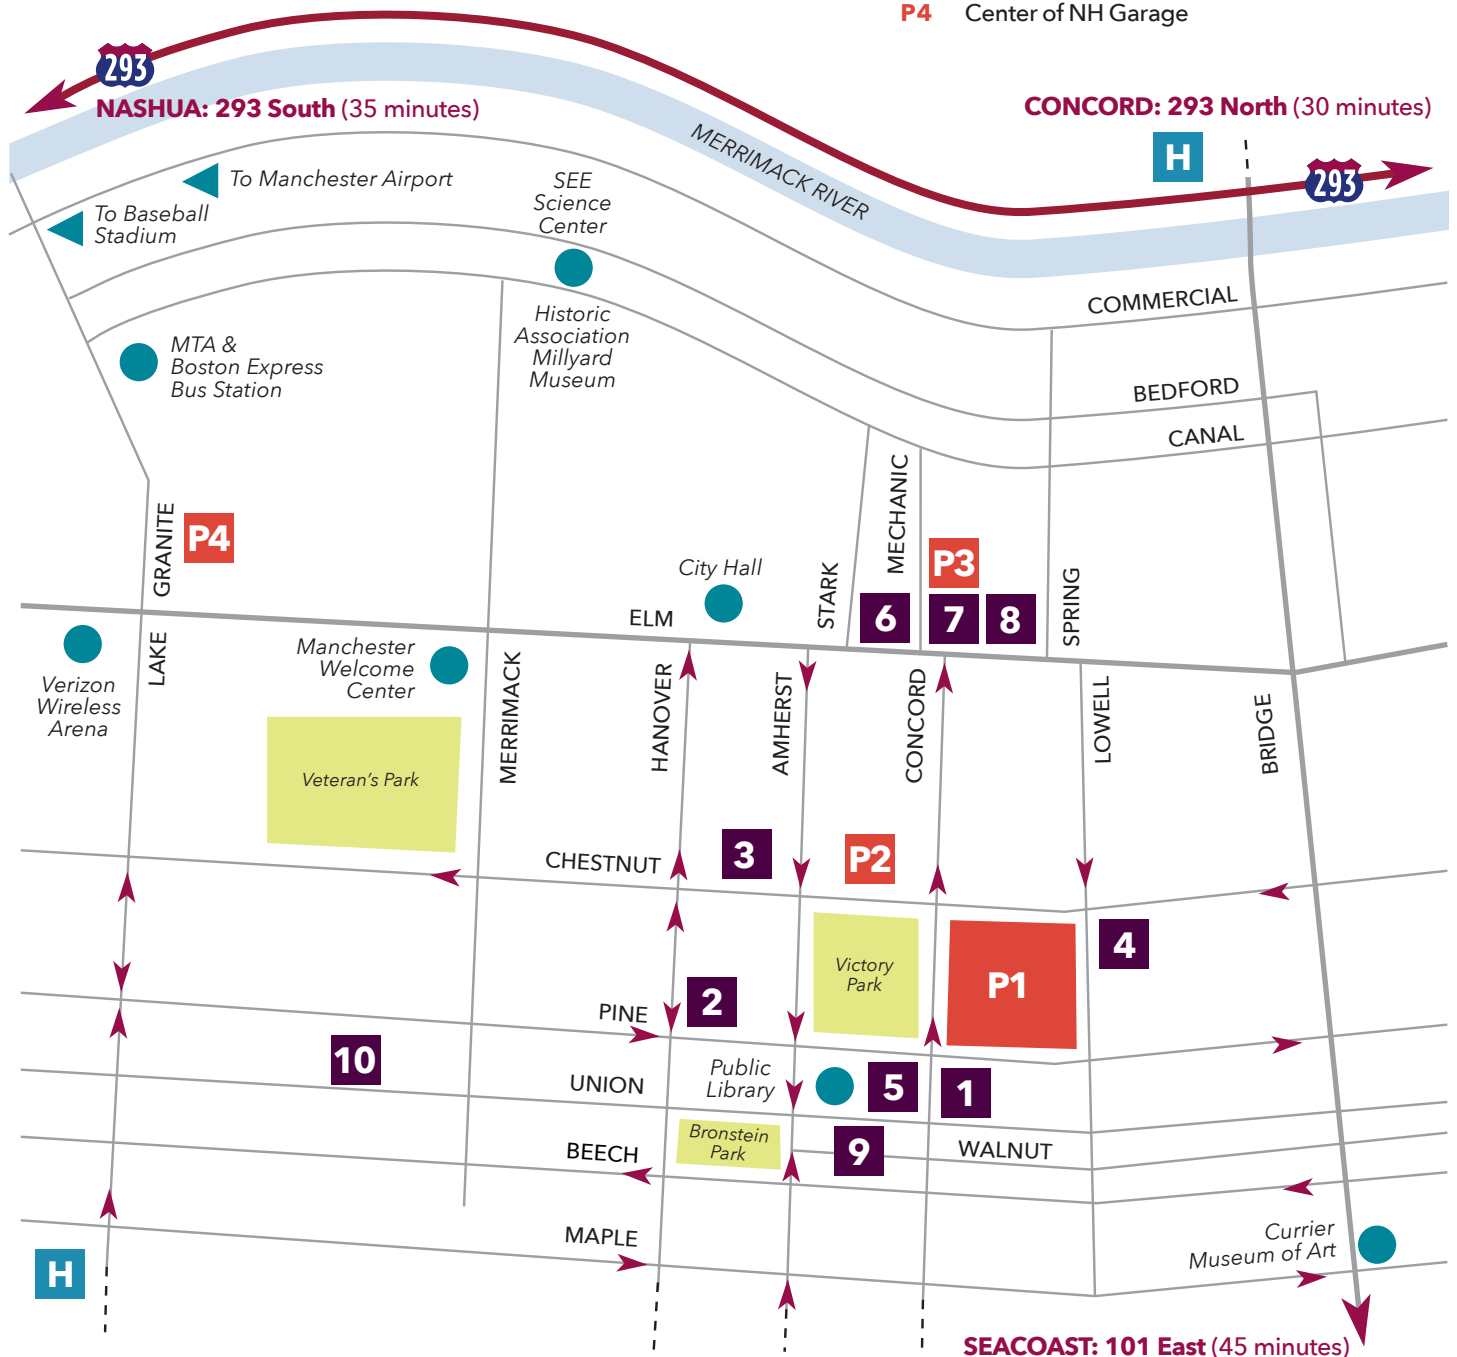 P4 Center of NH Garage
293
NASHUA: 293 South (35 minutes)
CONCORD: 293 North (30 minutes)
H
293
MERRIMACK RIVER
To Manchester Airport
To Baseball
Stadium
SEE
Science
Center
Historic
Association
Millyard
Museum
MTA &
Boston Express
Bus Station
COMMERCIAL
BEDFORD
CANAL
GRANITE
P4
City Hall
STARK
MECHANIC
P3
6
7
8
SPRING
ELM
Verizon
Wireless
Arena
LAKE
Manchester
Welcome
Center
MERRIMACK
HANOVER
AMHERST
CONCORD
LOWELL
BRIDGE
Veteran's Park
CHESTNUT
3
P2
Victory
Park
P1
4
PINE
2
10
UNION
Public
Library
5
1
Bronstein
Park
BEECH
9
WALNUT
MAPLE
Currier
Museum of Art
H
SEACOAST: 101 East (45 minutes)